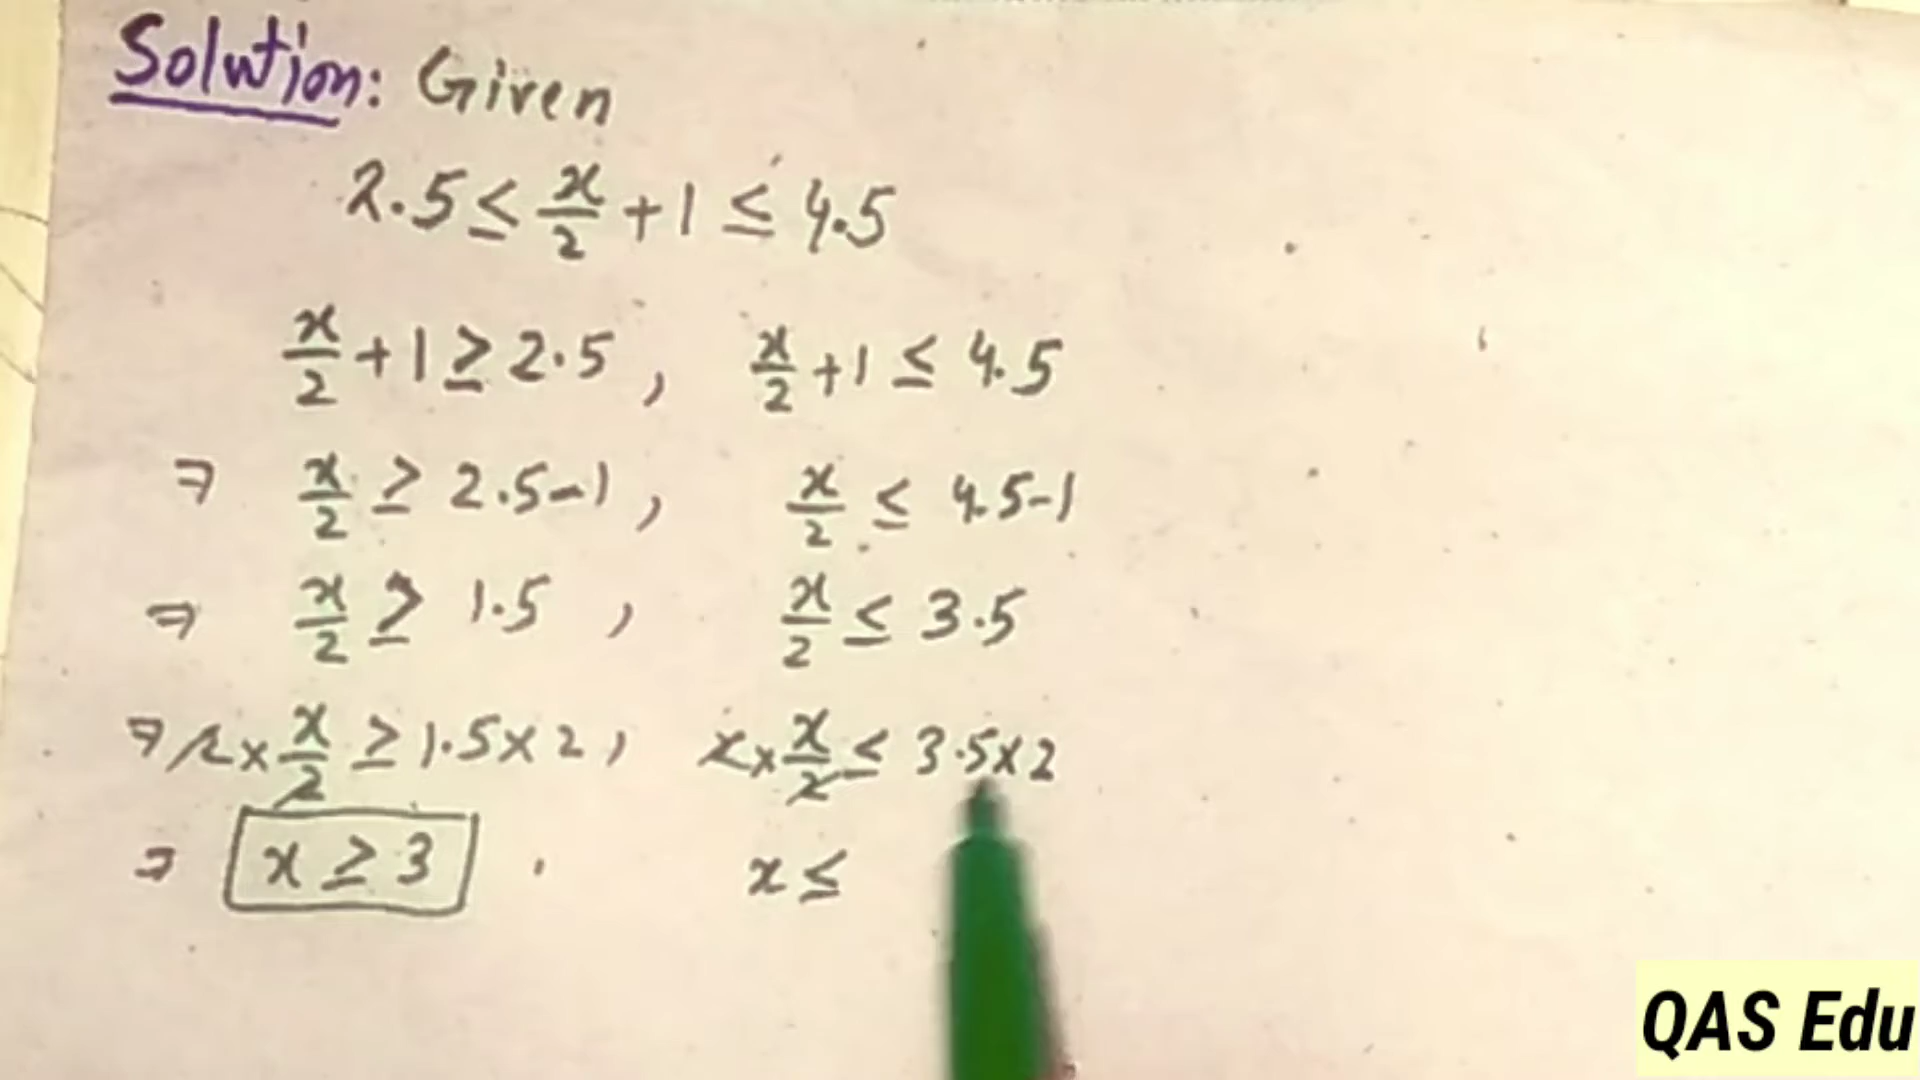 Solution: Given
2.5 ≤ x/2 + 1 ≤ 4.5
x/2 + 1 ≥ 2.5 , x/2 + 1 ≤ 4.5
⇒ x/2 ≥ 2.5 - 1 , x/2 ≤ 4.5 - 1
⇒ x/2 ≥ 1.5 , x/2 ≤ 3.5
⇒ 2 × x/2 ≥ 1.5 × 2 , 2 × x/2 ≤ 3.5 × 2
⇒ x ≥ 3 , x ≤
QAS Edu